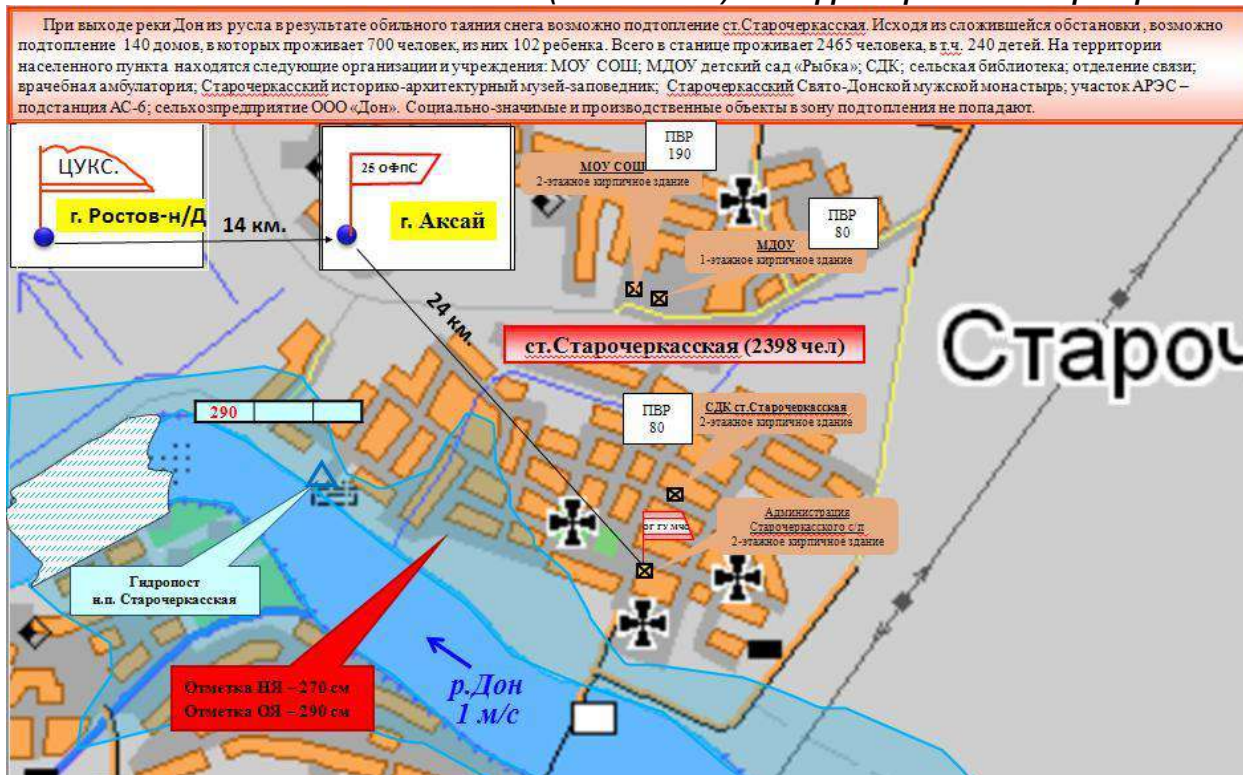 При выходе реки Дон из русла в результате обильного таяния снега возможно подтопление ст.Старочеркасская. Исходя из сложившейся обстановки, возможно
подтопление 140 домов, в которых проживает 700 человек, из них 102 ребенка. Всего в станице проживает 2465 человека, в т.ч. 240 детей. На территории
населенного пункта находятся следующие организации и учреждения: МОУ СОШ; МДОУ детский сад «Рыбка»; СДК; сельская библиотека; отделение связи;
врачебная амбулатория; Старочеркасский историко-архитектурный музей-заповедник; Старочеркасский Свято-Донской мужской монастырь; участок АРЭС –
подстанция АС-6; сельхозпредприятие ООО «Дон». Социально-значимые и производственные объекты в зону подтопления не попадают.
ЦУКС.
г. Ростов-н/Д
14 км.
25 ОФПС
г. Аксай
24 км.
ПВР
190
МОУ СОШ
2-этажное кирпичное здание
ПВР
80
МДОУ
1-этажное кирпичное здание
ст.Старочеркасская (2398 чел)
Староч
290
ПВР
80
СДК ст.Старочеркасская
2-этажное кирпичное здание
ОГ ГУ МЧС
Администрация
Старочеркасского с/п
2-этажное кирпичное здание
Гидропост
н.п. Старочеркасская
Отметка НЯ – 270 см
Отметка ОЯ – 290 см
р.Дон
1 м/с